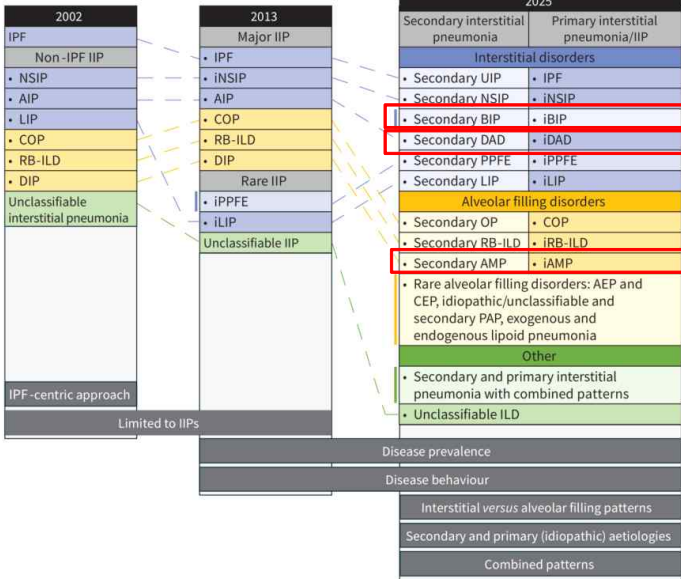 2002
IPF
Non-IPF IIP
• NSIP
• AIP
• LIP
• COP
• RB-ILD
• DIP
Unclassifiable
interstitial pneumonia
IPF-centric approach
2013
Major IIP
• IPF
• iNSIP
• AIP
• COP
• RB-ILD
• DIP
Rare IIP
• iPPFE
• iLIP
Unclassifiable IIP
Limited to IIPs
2025
Secondary interstitial
pneumonia
Primary interstitial
pneumonia/IIP
Interstitial disorders
• Secondary UIP • IPF
• Secondary NSIP • iNSIP
• Secondary BIP • iBIP
• Secondary DAD • iDAD
• Secondary PPFE • iPPFE
• Secondary LIP • iLIP
Alveolar filling disorders
• Secondary OP • COP
• Secondary RB-ILD • iRB-ILD
• Secondary AMP • iAMP
• Rare alveolar filling disorders: AEP and
CEP, idiopathic/unclassifiable and
secondary PAP, exogenous and
endogenous lipoid pneumonia
Other
• Secondary and primary interstitial
pneumonia with combined patterns
• Unclassifiable ILD
Disease prevalence
Disease behaviour
Interstitial versus alveolar filling patterns
Secondary and primary (idiopathic) aetiologies
Combined patterns